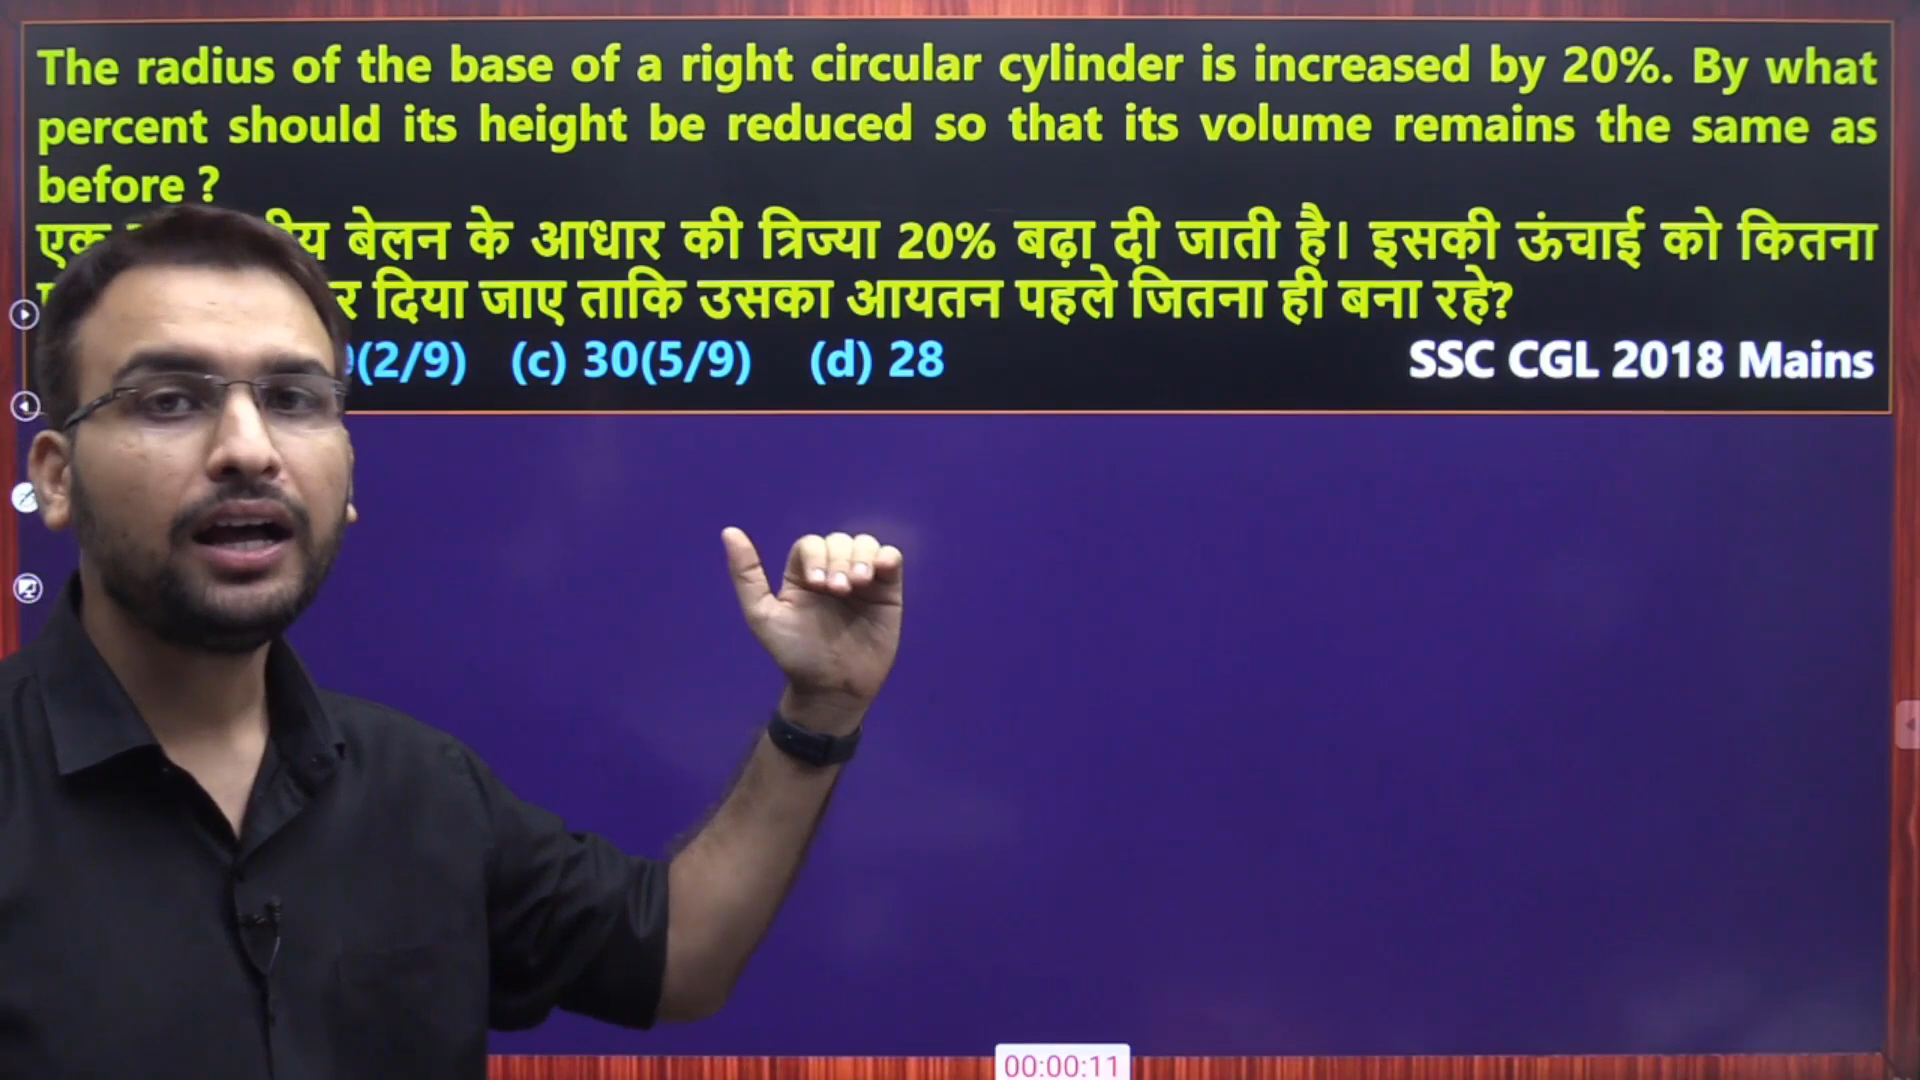 The radius of the base of a right circular cylinder is increased by 20%. By what
percent should its height be reduced so that its volume remains the same as
before ?
एक बेलन के आधार की त्रिज्या 20% बढ़ा दी जाती है। इसकी ऊंचाई को कितना
दिया जाए ताकि उसका आयतन पहले जितना ही बना रहे?
(2/9) (c) 30(5/9) (d) 28 SSC CGL 2018 Mains
00:00:11